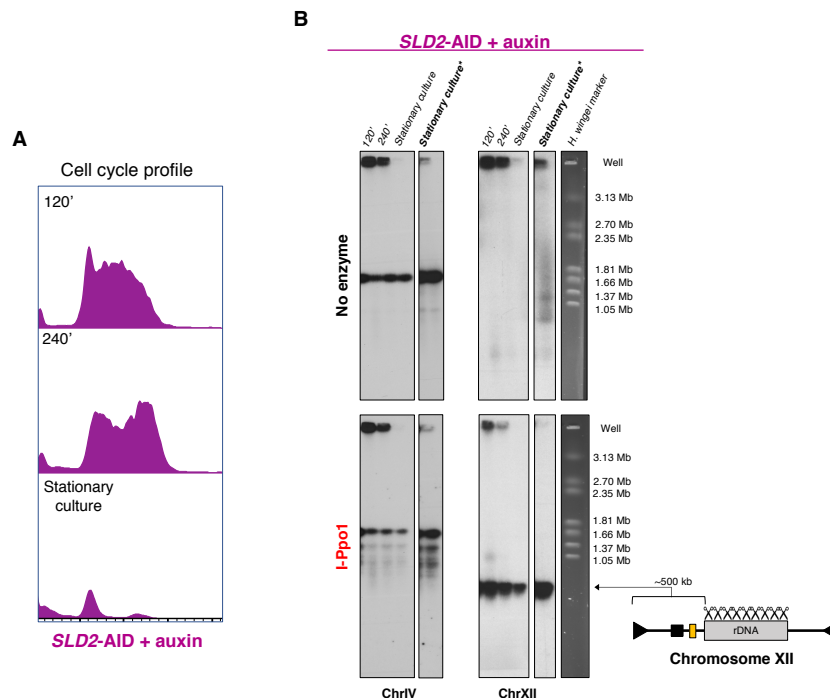 B
SLD2-AID + auxin
120’
240’
Stationary culture
Stationary culture*
120’
240’
Stationary culture
Stationary culture*
H. wingei marker
A
Cell cycle profile
120’
240’
Stationary
culture
SLD2-AID + auxin
No enzyme
Well
3.13 Mb
2.70 Mb
2.35 Mb
1.81 Mb
1.66 Mb
1.37 Mb
1.05 Mb
I-Ppo1
Well
3.13 Mb
2.70 Mb
2.35 Mb
1.81 Mb
1.66 Mb
1.37 Mb
1.05 Mb
~500 kb
rDNA
Chromosome XII
ChrIV
ChrXII